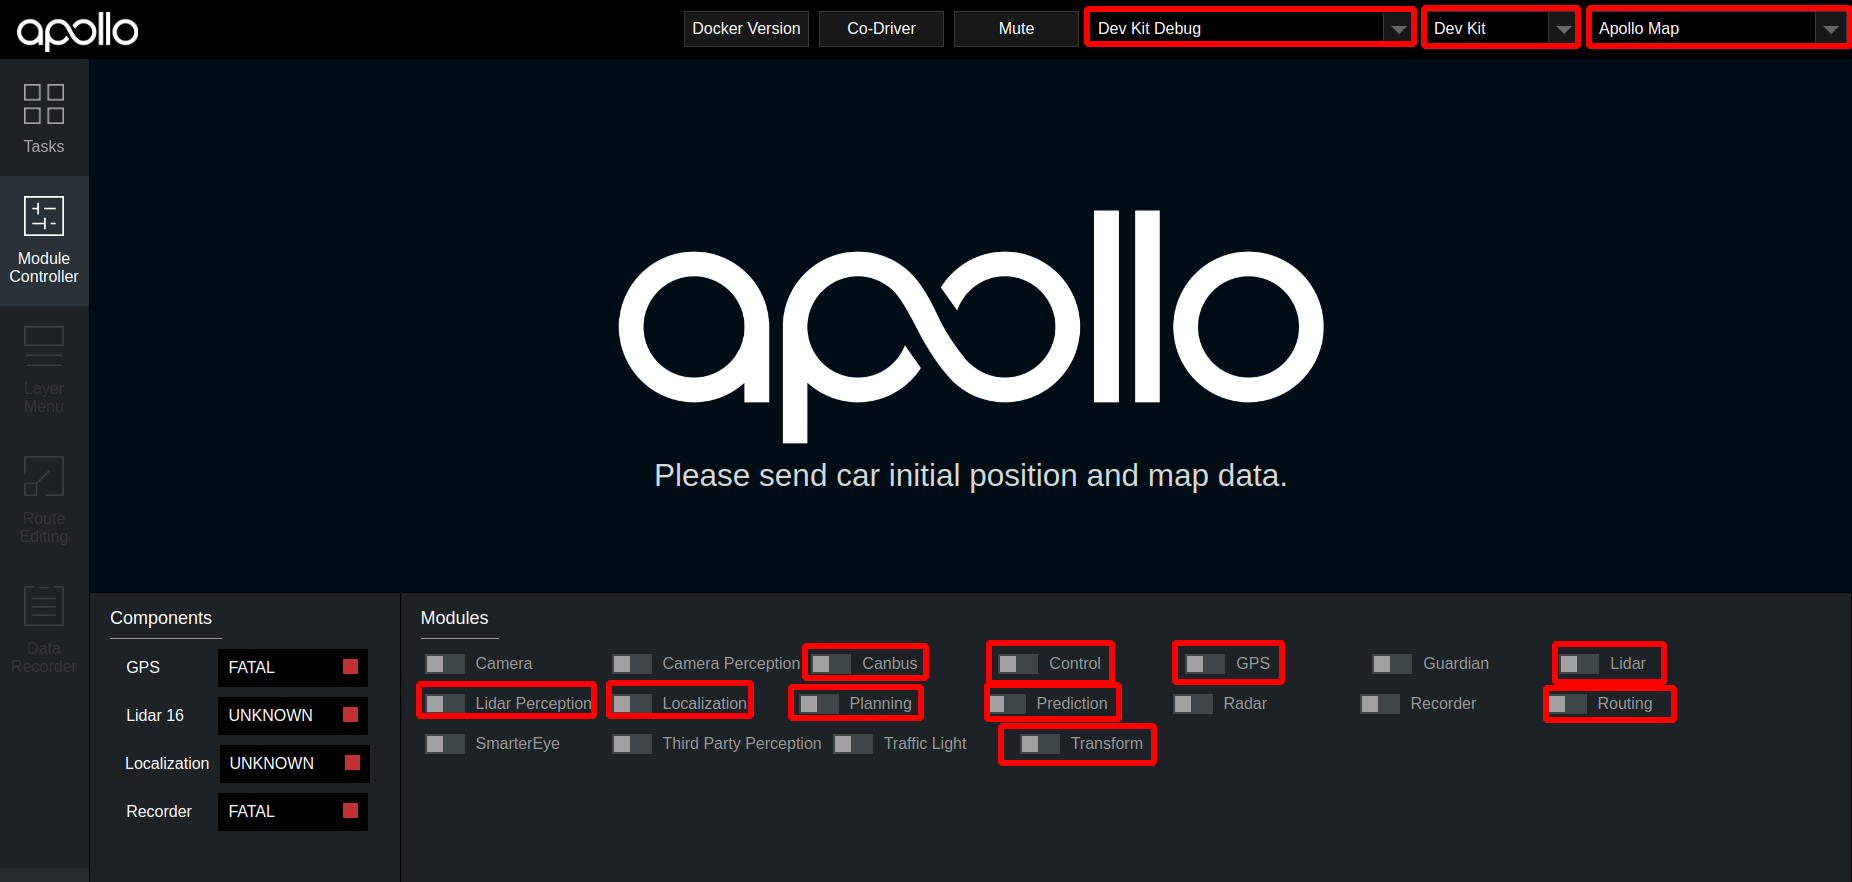 apollo
Docker Version Co-Driver Mute Dev Kit Debug Dev Kit Apollo Map
Tasks
Module
Controller
Layer
Menu
Route
Editing
Data
Recorder
apollo
Please send car initial position and map data.
Components
GPS FATAL
Lidar 16 UNKNOWN
Localization UNKNOWN
Recorder FATAL
Modules
Camera Camera Perception Canbus Control GPS Guardian Lidar
Lidar Perception Localization Planning Prediction Radar Recorder Routing
SmarterEye Third Party Perception Traffic Light Transform